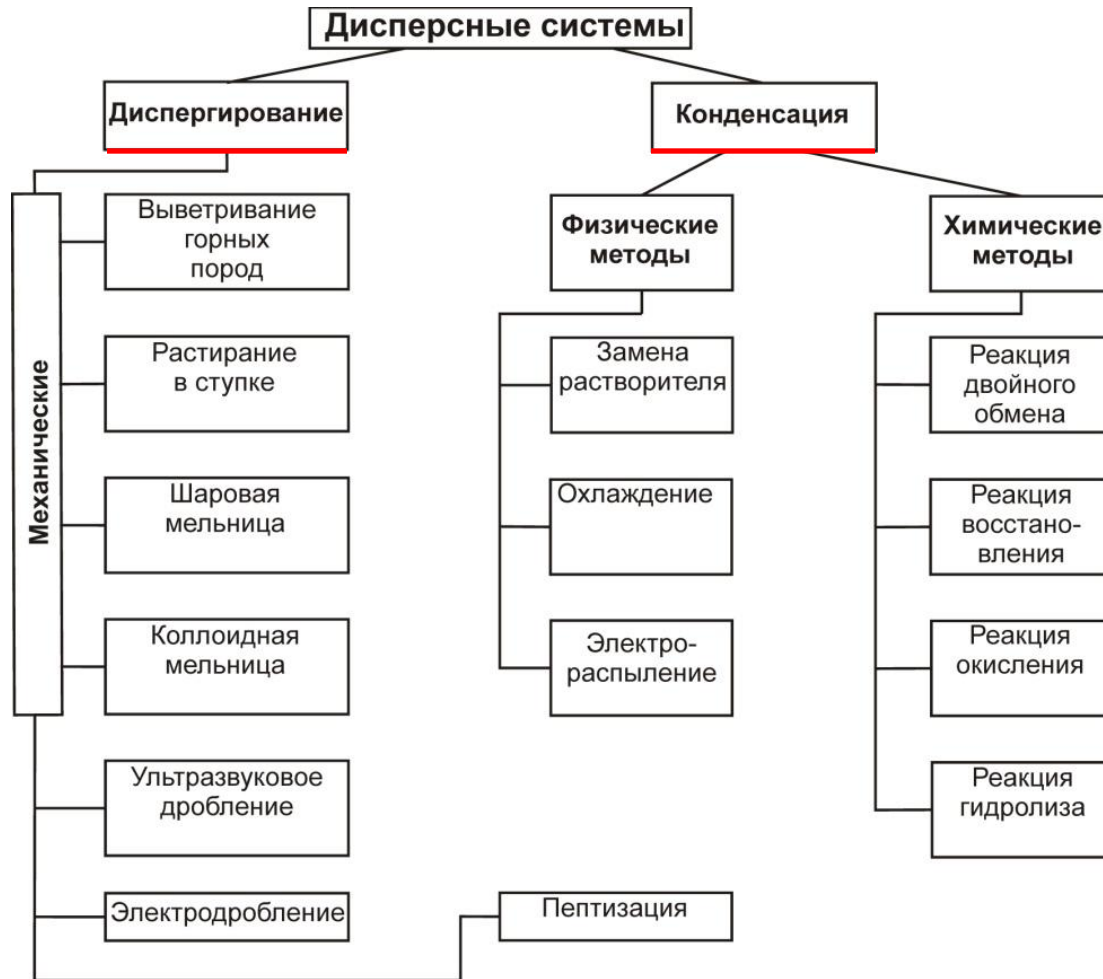 Дисперсные системы
Диспергирование
Конденсация
Механические
Выветривание
горных
пород
Растирание
в ступке
Шаровая
мельница
Коллоидная
мельница
Ультразвуковое
дробление
Электродробление
Пептизация
Физические
методы
Замена
растворителя
Охлаждение
Электро-
распыление
Химические
методы
Реакция
двойного
обмена
Реакция
восстано-
вления
Реакция
окисления
Реакция
гидролиза